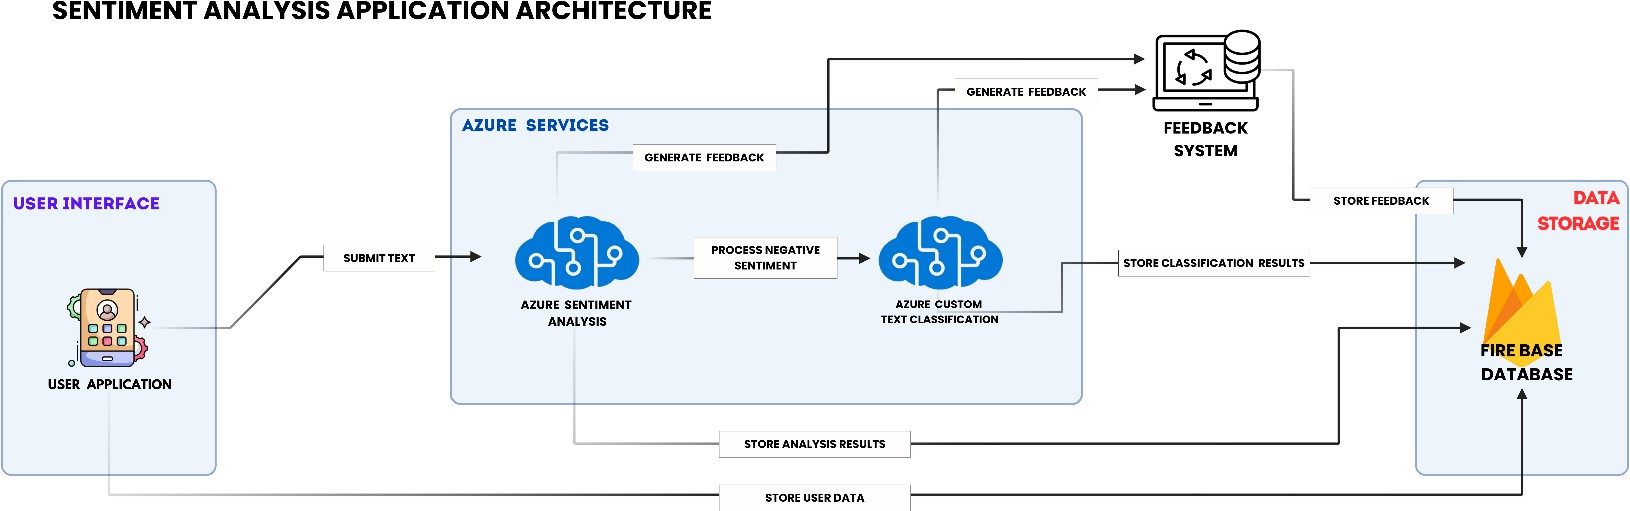 SENTIMENT ANALYSIS APPLICATION ARCHITECTURE
GENERATE FEEDBACK
FEEDBACK
SYSTEM
AZURE SERVICES
GENERATE FEEDBACK
USER INTERFACE
DATA
STORAGE
STORE FEEDBACK
SUBMIT TEXT
PROCESS NEGATIVE
SENTIMENT
STORE CLASSIFICATION RESULTS
AZURE SENTIMENT
ANALYSIS
AZURE CUSTOM
TEXT CLASSIFICATION
FIRE BASE
DATABASE
USER APPLICATION
STORE ANALYSIS RESULTS
STORE USER DATA